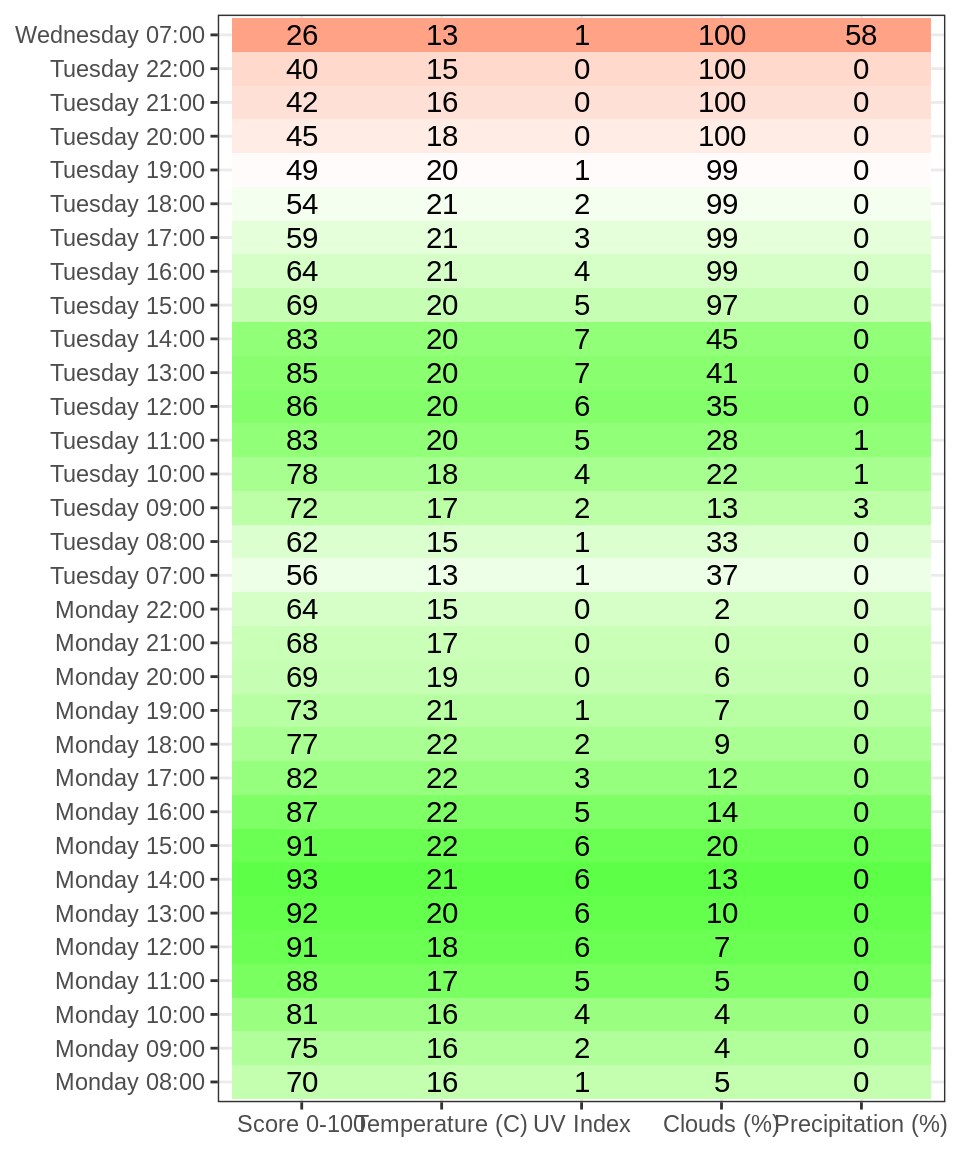 Wednesday 07:00 26 13 1 100 58
Tuesday 22:00 40 15 0 100 0
Tuesday 21:00 42 16 0 100 0
Tuesday 20:00 45 18 0 100 0
Tuesday 19:00 49 20 1 99 0
Tuesday 18:00 54 21 2 99 0
Tuesday 17:00 59 21 3 99 0
Tuesday 16:00 64 21 4 99 0
Tuesday 15:00 69 20 5 97 0
Tuesday 14:00 83 20 7 45 0
Tuesday 13:00 85 20 7 41 0
Tuesday 12:00 86 20 6 35 0
Tuesday 11:00 83 20 5 28 1
Tuesday 10:00 78 18 4 22 1
Tuesday 09:00 72 17 2 13 3
Tuesday 08:00 62 15 1 33 0
Tuesday 07:00 56 13 1 37 0
Monday 22:00 64 15 0 2 0
Monday 21:00 68 17 0 0 0
Monday 20:00 69 19 0 6 0
Monday 19:00 73 21 1 7 0
Monday 18:00 77 22 2 9 0
Monday 17:00 82 22 3 12 0
Monday 16:00 87 22 5 14 0
Monday 15:00 91 22 6 20 0
Monday 14:00 93 21 6 13 0
Monday 13:00 92 20 6 10 0
Monday 12:00 91 18 6 7 0
Monday 11:00 88 17 5 5 0
Monday 10:00 81 16 4 4 0
Monday 09:00 75 16 2 4 0
Monday 08:00 70 16 1 5 0
Score 0-100 Temperature (C) UV Index Clouds (%) Precipitation (%)